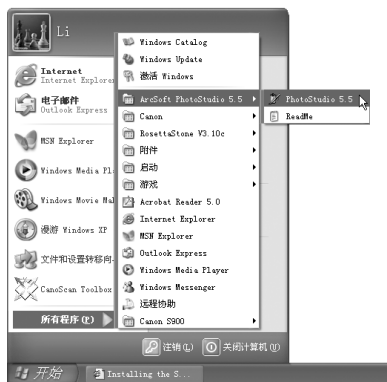 Li
Internet
Internet Explorer
电子邮件
Outlook Express
MSN Explorer
Windows Media Pl
Windows Movie Mak
漫游 Windows XP
文件和设置转移向
CanoScan Toolbox
所有程序(P)
Windows Catalog
Windows Update
激活 Windows
ArcSoft PhotoStudio 5.5
Canon
RosettaStone V3.10c
附件
启动
游戏
Acrobat Reader 5.0
Internet Explorer
MSN Explorer
Outlook Express
Windows Media Player
Windows Messenger
远程协助
Canon S900
PhotoStudio 5.5
ReadMe
注销(L)
关闭计算机(U)
开始
Installing the S...